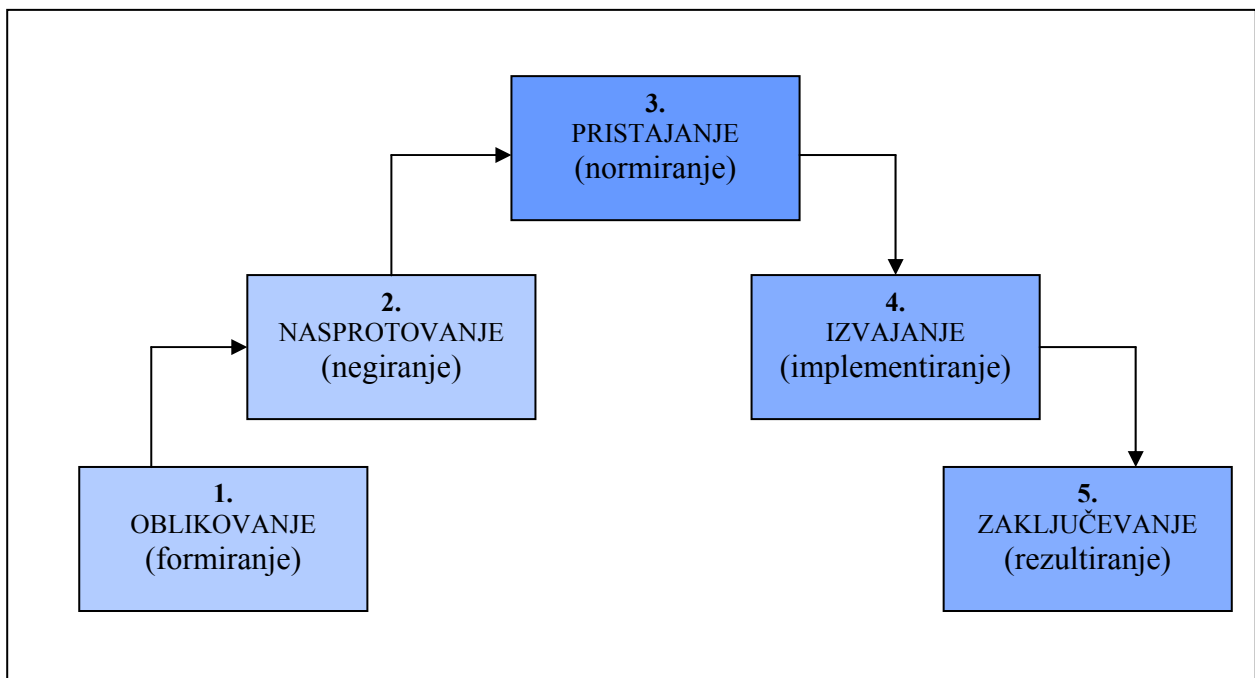 1.
OBLIKOVANJE
(formiranje)
2.
NASPROTOVANJE
(negiranje)
3.
PRISTAJANJE
(normiranje)
4.
IZVAJANJE
(implementiranje)
5.
ZAKLJUČEVANJE
(rezultiranje)